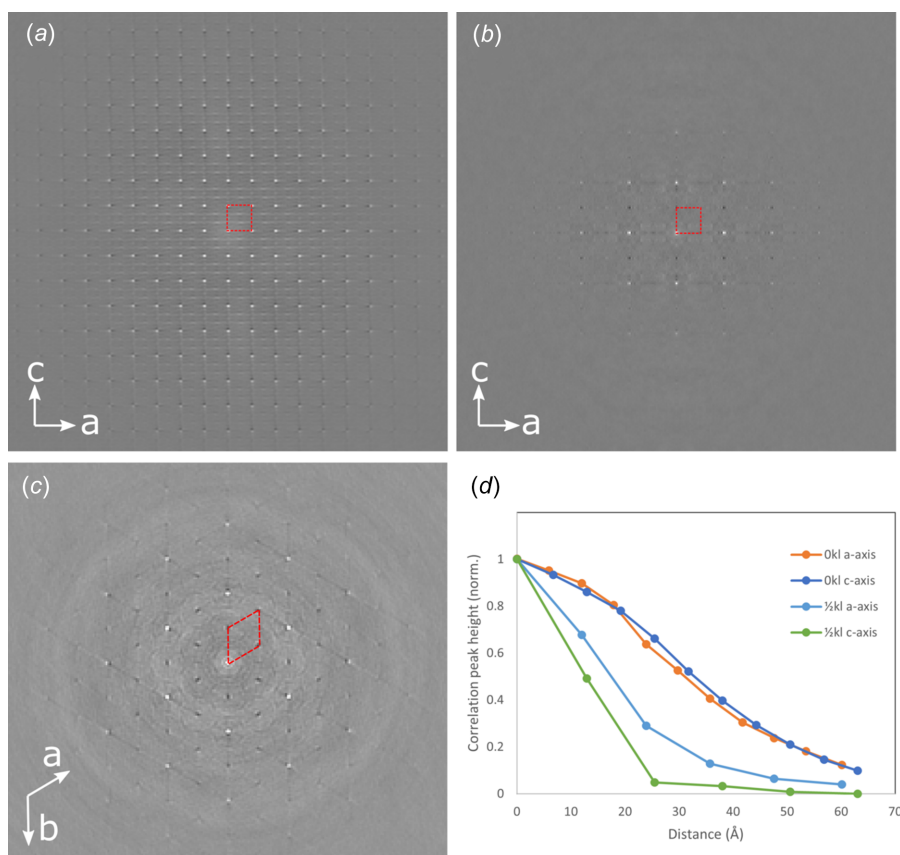 (a)
(b)
c
a
c
a
(c)
(d)
a
b
Correlation peak height (norm.)
1
0.8
0.6
0.4
0.2
0
0
10
20
30
40
50
60
70
Distance (Å)
0kl a-axis
0kl c-axis
½kl a-axis
½kl c-axis